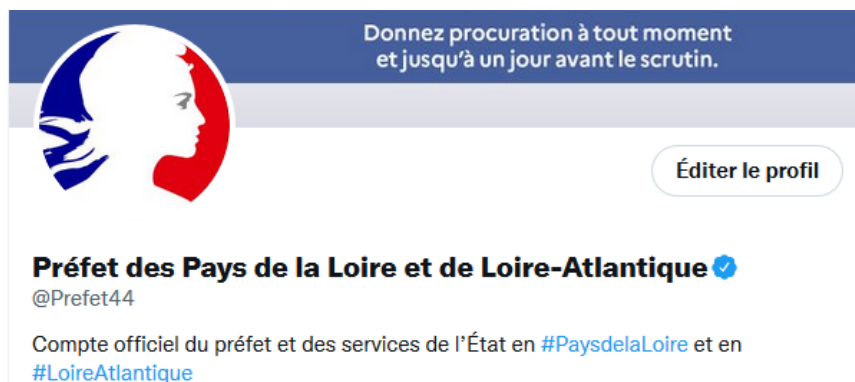 Donnez procuration à tout moment
et jusqu'à un jour avant le scrutin.
Éditer le profil
Préfet des Pays de la Loire et de Loire-Atlantique
@Prefet44
Compte officiel du préfet et des services de l’État en #PaysdelaLoire et en
#LoireAtlantique